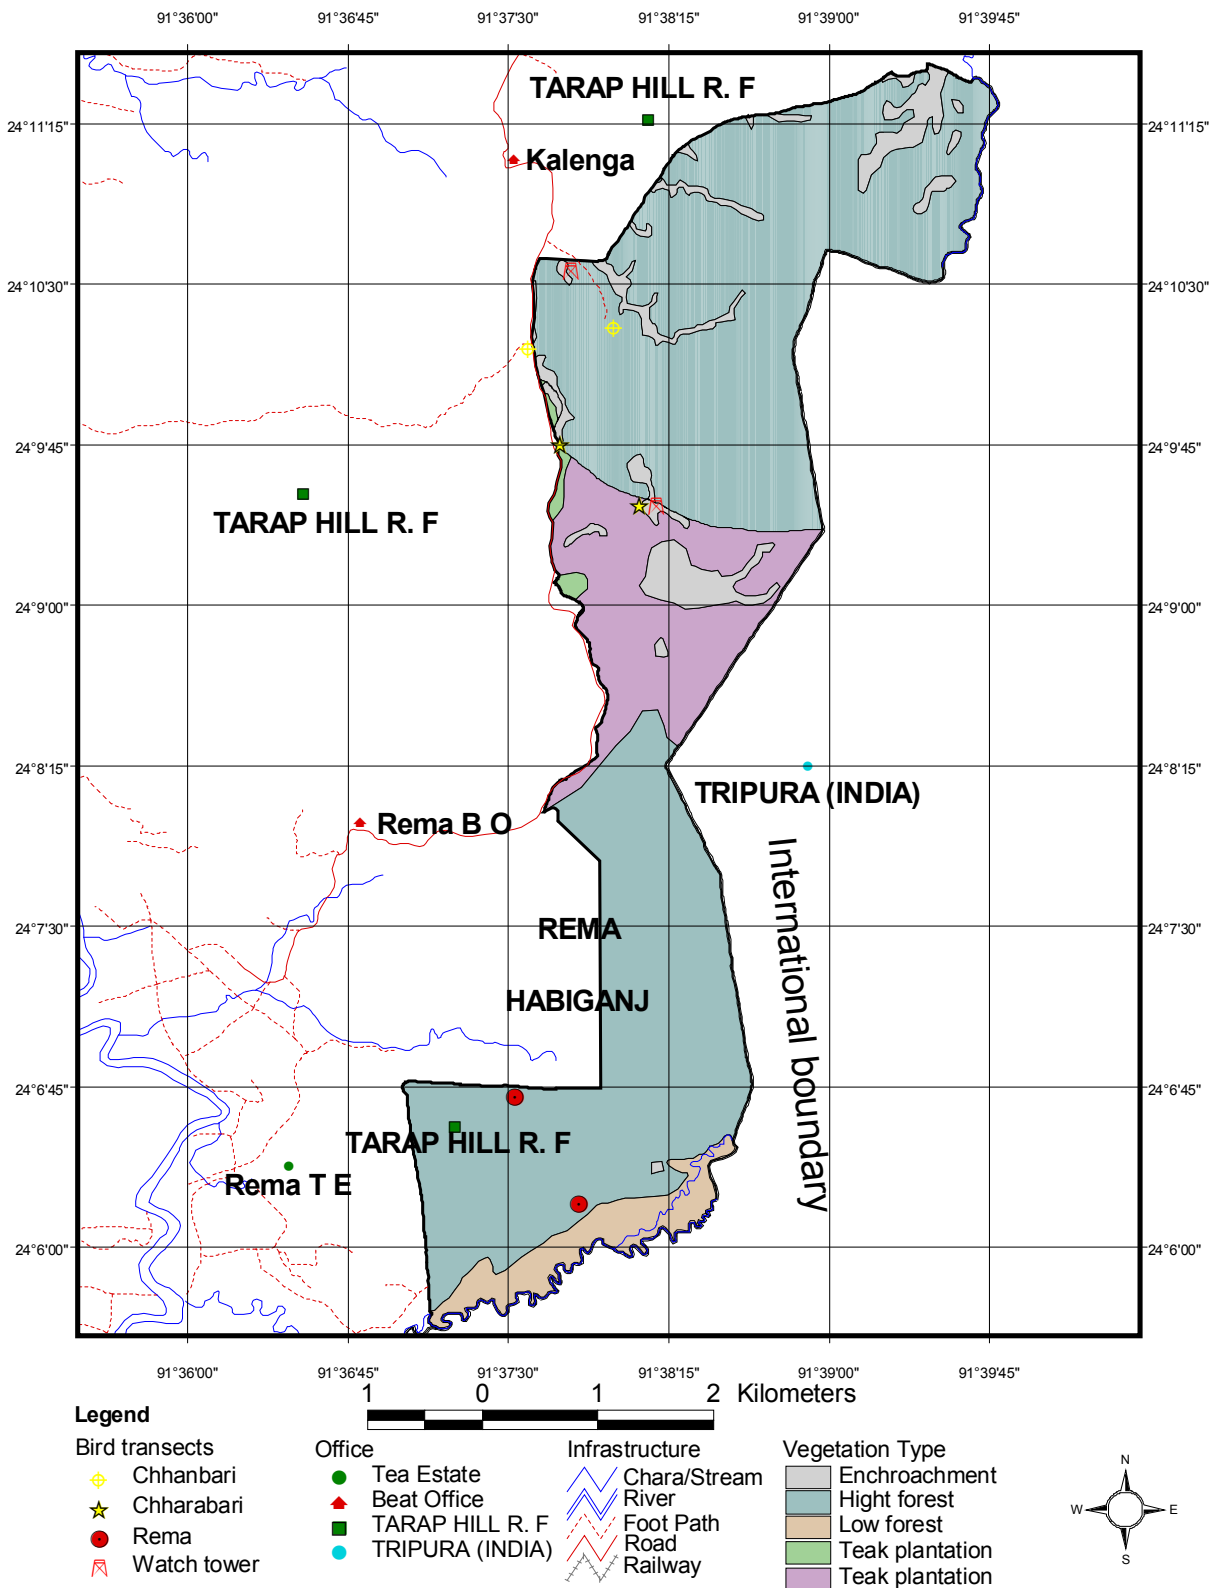 91°36'00" 91°36'45" 91°37'30" 91°38'15" 91°39'00" 91°39'45"
TARAP HILL R. F
24°11'15" 24°11'15"
Kalenga
24°10'30" 24°10'30"
24°9'45" 24°9'45"
TARAP HILL R. F
24°9'00" 24°9'00"
24°8'15" 24°8'15"
TRIPURA (INDIA)
Rema B O
International boundary
REMA
24°7'30" 24°7'30"
HABIGANJ
24°6'45" 24°6'45"
TARAP HILL R. F
Rema T E
24°6'00" 24°6'00"
91°36'00" 91°36'45" 91°37'30" 91°38'15" 91°39'00" 91°39'45"
1 0 1 2 Kilometers
Legend
Bird transects
Chhanbari
Chharabari
Rema
Watch tower
Office
Tea Estate
Beat Office
TARAP HILL R. F
TRIPURA (INDIA)
Infrastructure
Chara/Stream
River
Foot Path
Road
Railway
Vegetation Type
Enchroachment
Hight forest
Low forest
Teak plantation
Teak plantation
N
W E
S